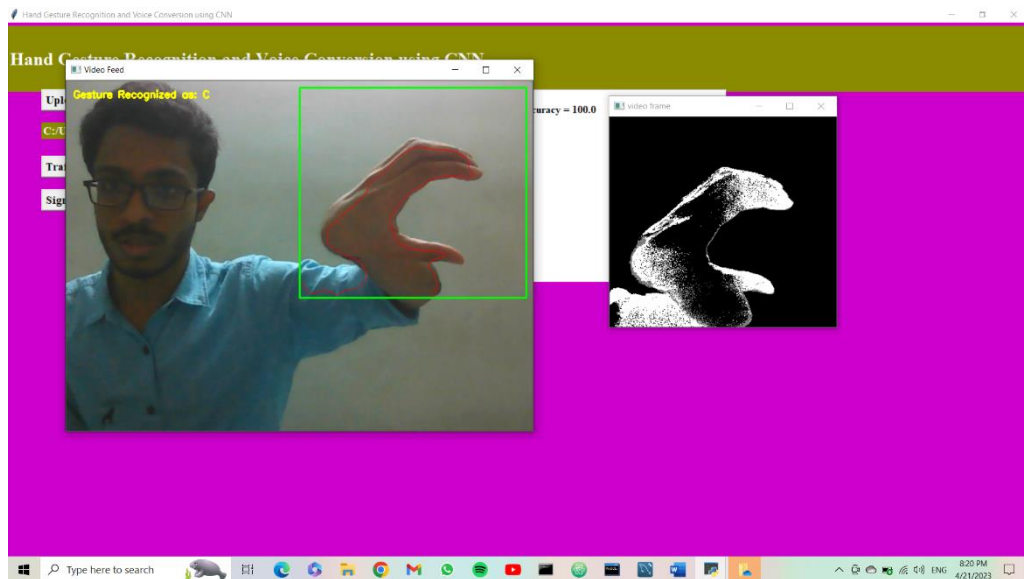 Hand Gesture Recognition and Voice Conversion using CNN
Video Feed
Gesture Recognized as: C
C:/U
= 100.0
video frame
Type here to search
ENG
8:20 PM
4/21/2023